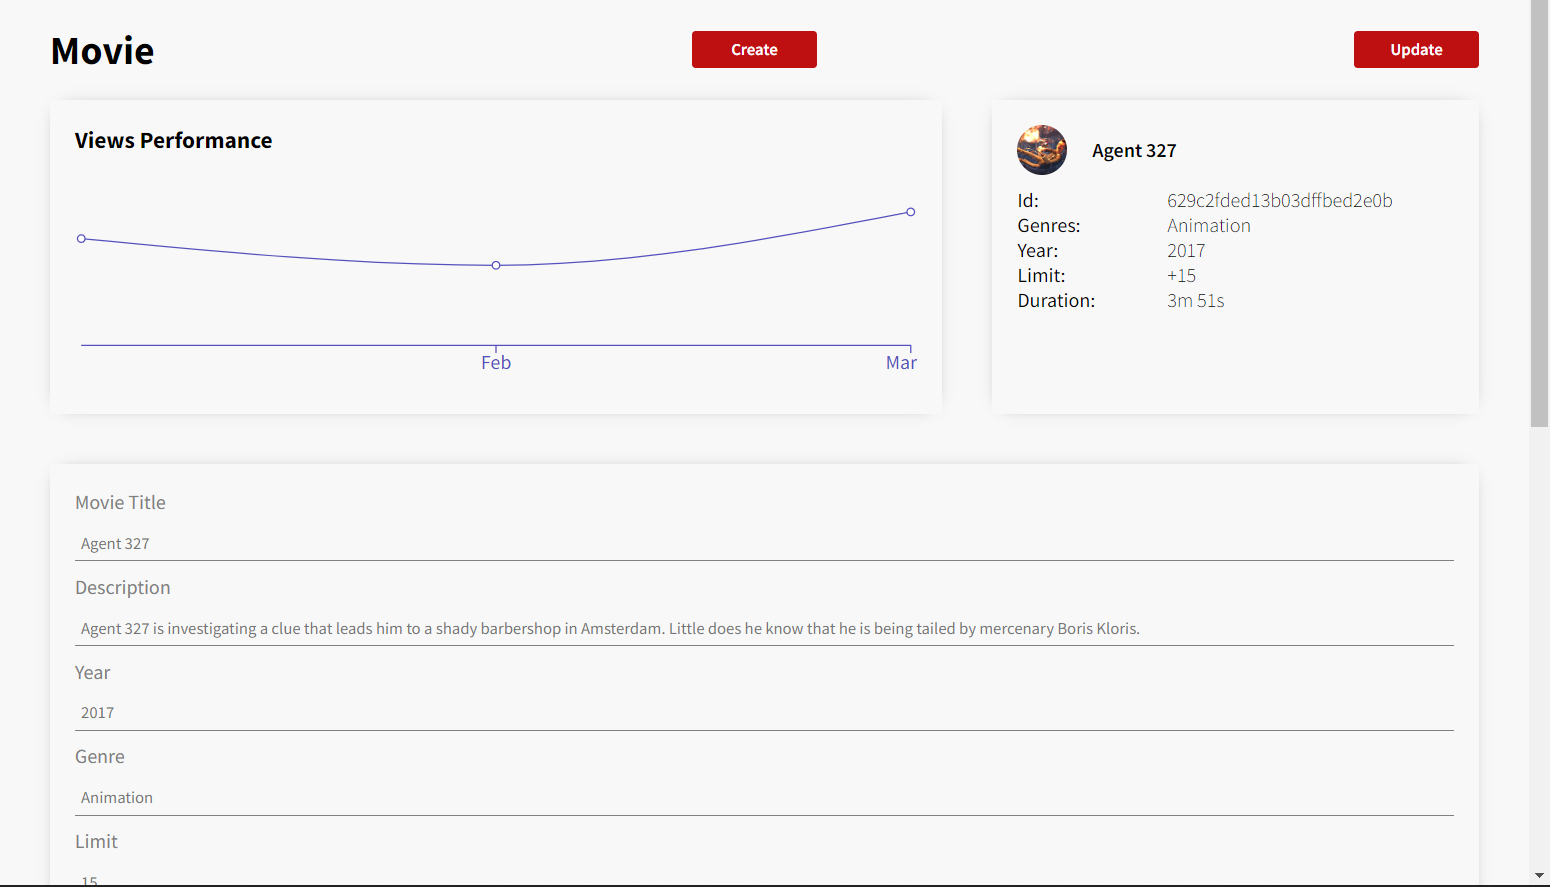 Movie
Create
Update
Views Performance
Feb
Mar
Agent 327
Id: 629c2fded13b03dffbed2e0b
Genres: Animation
Year: 2017
Limit: +15
Duration: 3m 51s
Movie Title
Agent 327
Description
Agent 327 is investigating a clue that leads him to a shady barbershop in Amsterdam. Little does he know that he is being tailed by mercenary Boris Kloris.
Year
2017
Genre
Animation
Limit
15